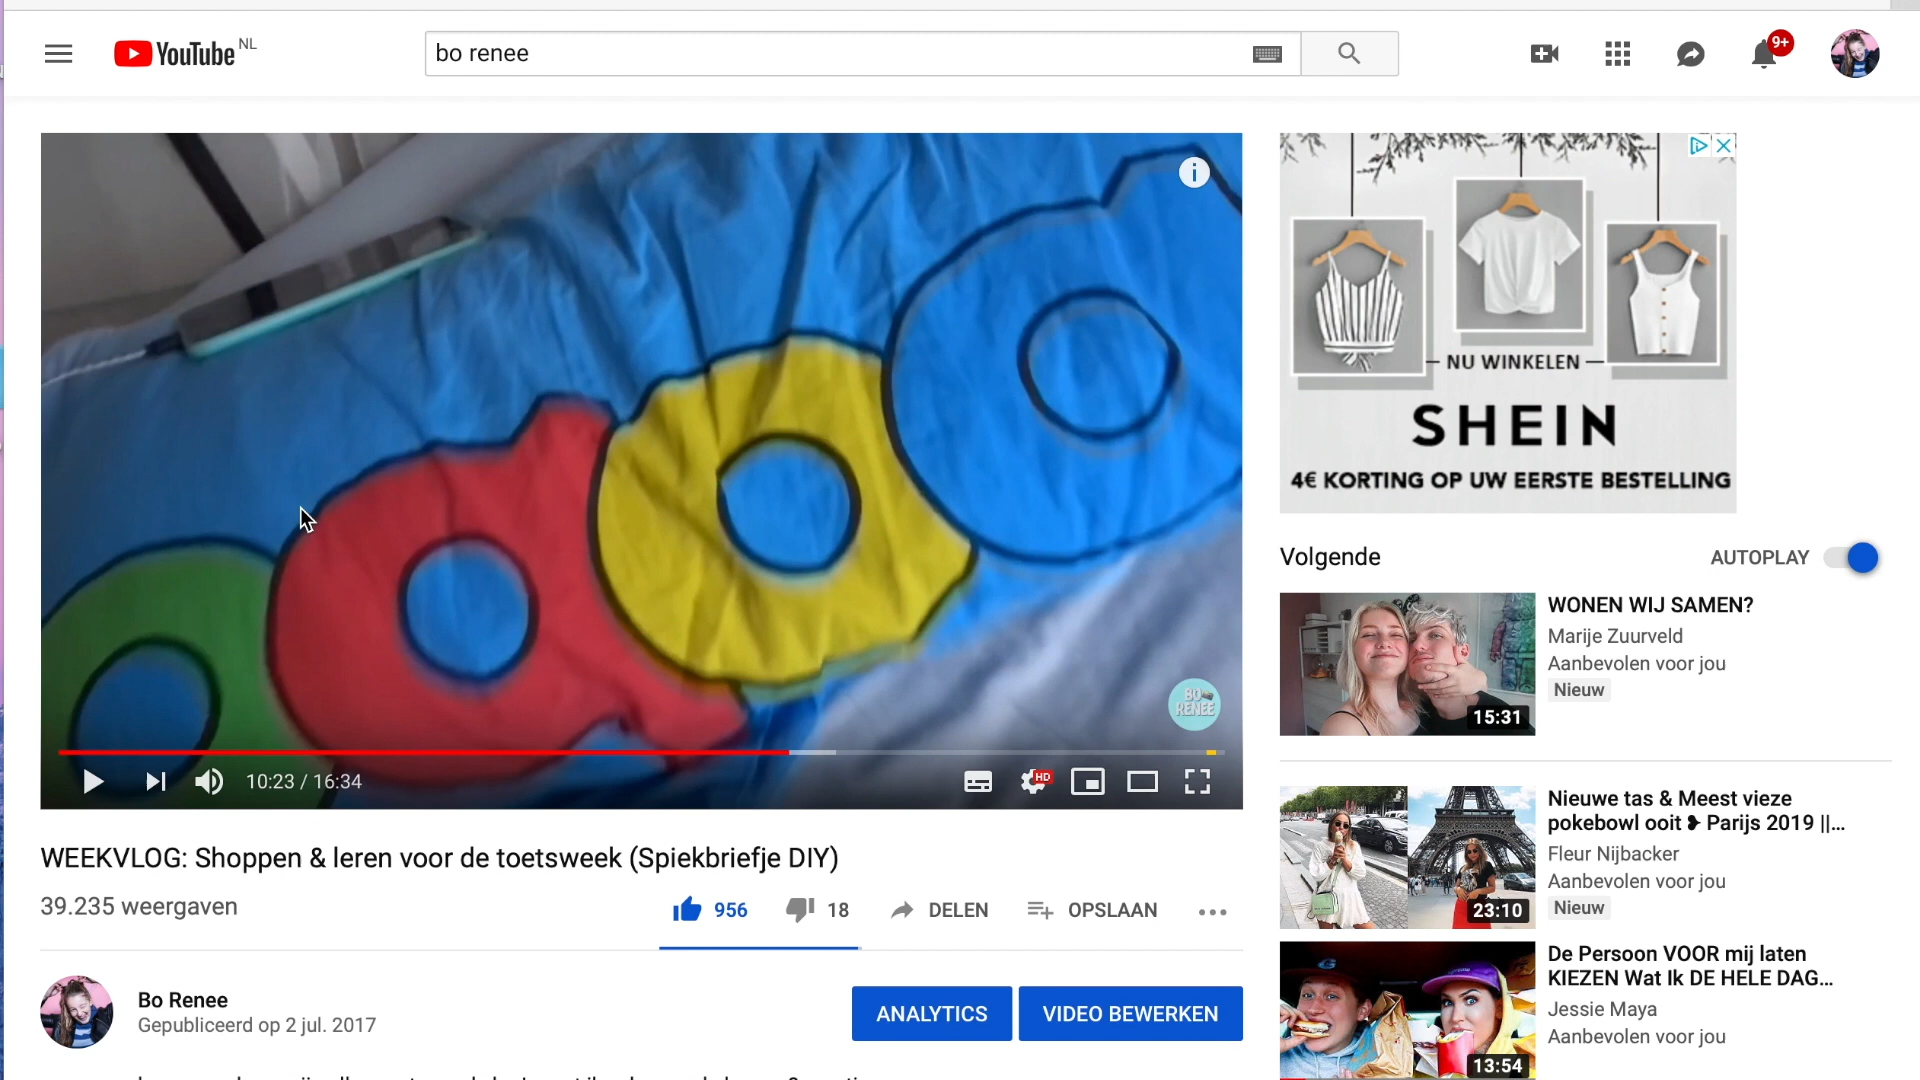 YouTube NL
bo renee
9+
i
BO
RENEE
10:23 / 16:34
HD
WEEKVLOG: Shoppen & leren voor de toetsweek (Spiekbriefje DIY)
39.235 weergaven
956
18
DELEN
OPSLAAN
Bo Renee
Gepubliceerd op 2 jul. 2017
ANALYTICS
VIDEO BEWERKEN
NU WINKELEN
SHEIN
4€ KORTING OP UW EERSTE BESTELLING
Volgende
AUTOPLAY
15:31
WONEN WIJ SAMEN?
Marije Zuurveld
Aanbevolen voor jou
Nieuw
23:10
Nieuwe tas & Meest vieze
pokebowl ooit ❥ Parijs 2019 ||...
Fleur Nijbacker
Aanbevolen voor jou
Nieuw
13:54
De Persoon VOOR mij laten
KIEZEN Wat Ik DE HELE DAG...
Jessie Maya
Aanbevolen voor jou